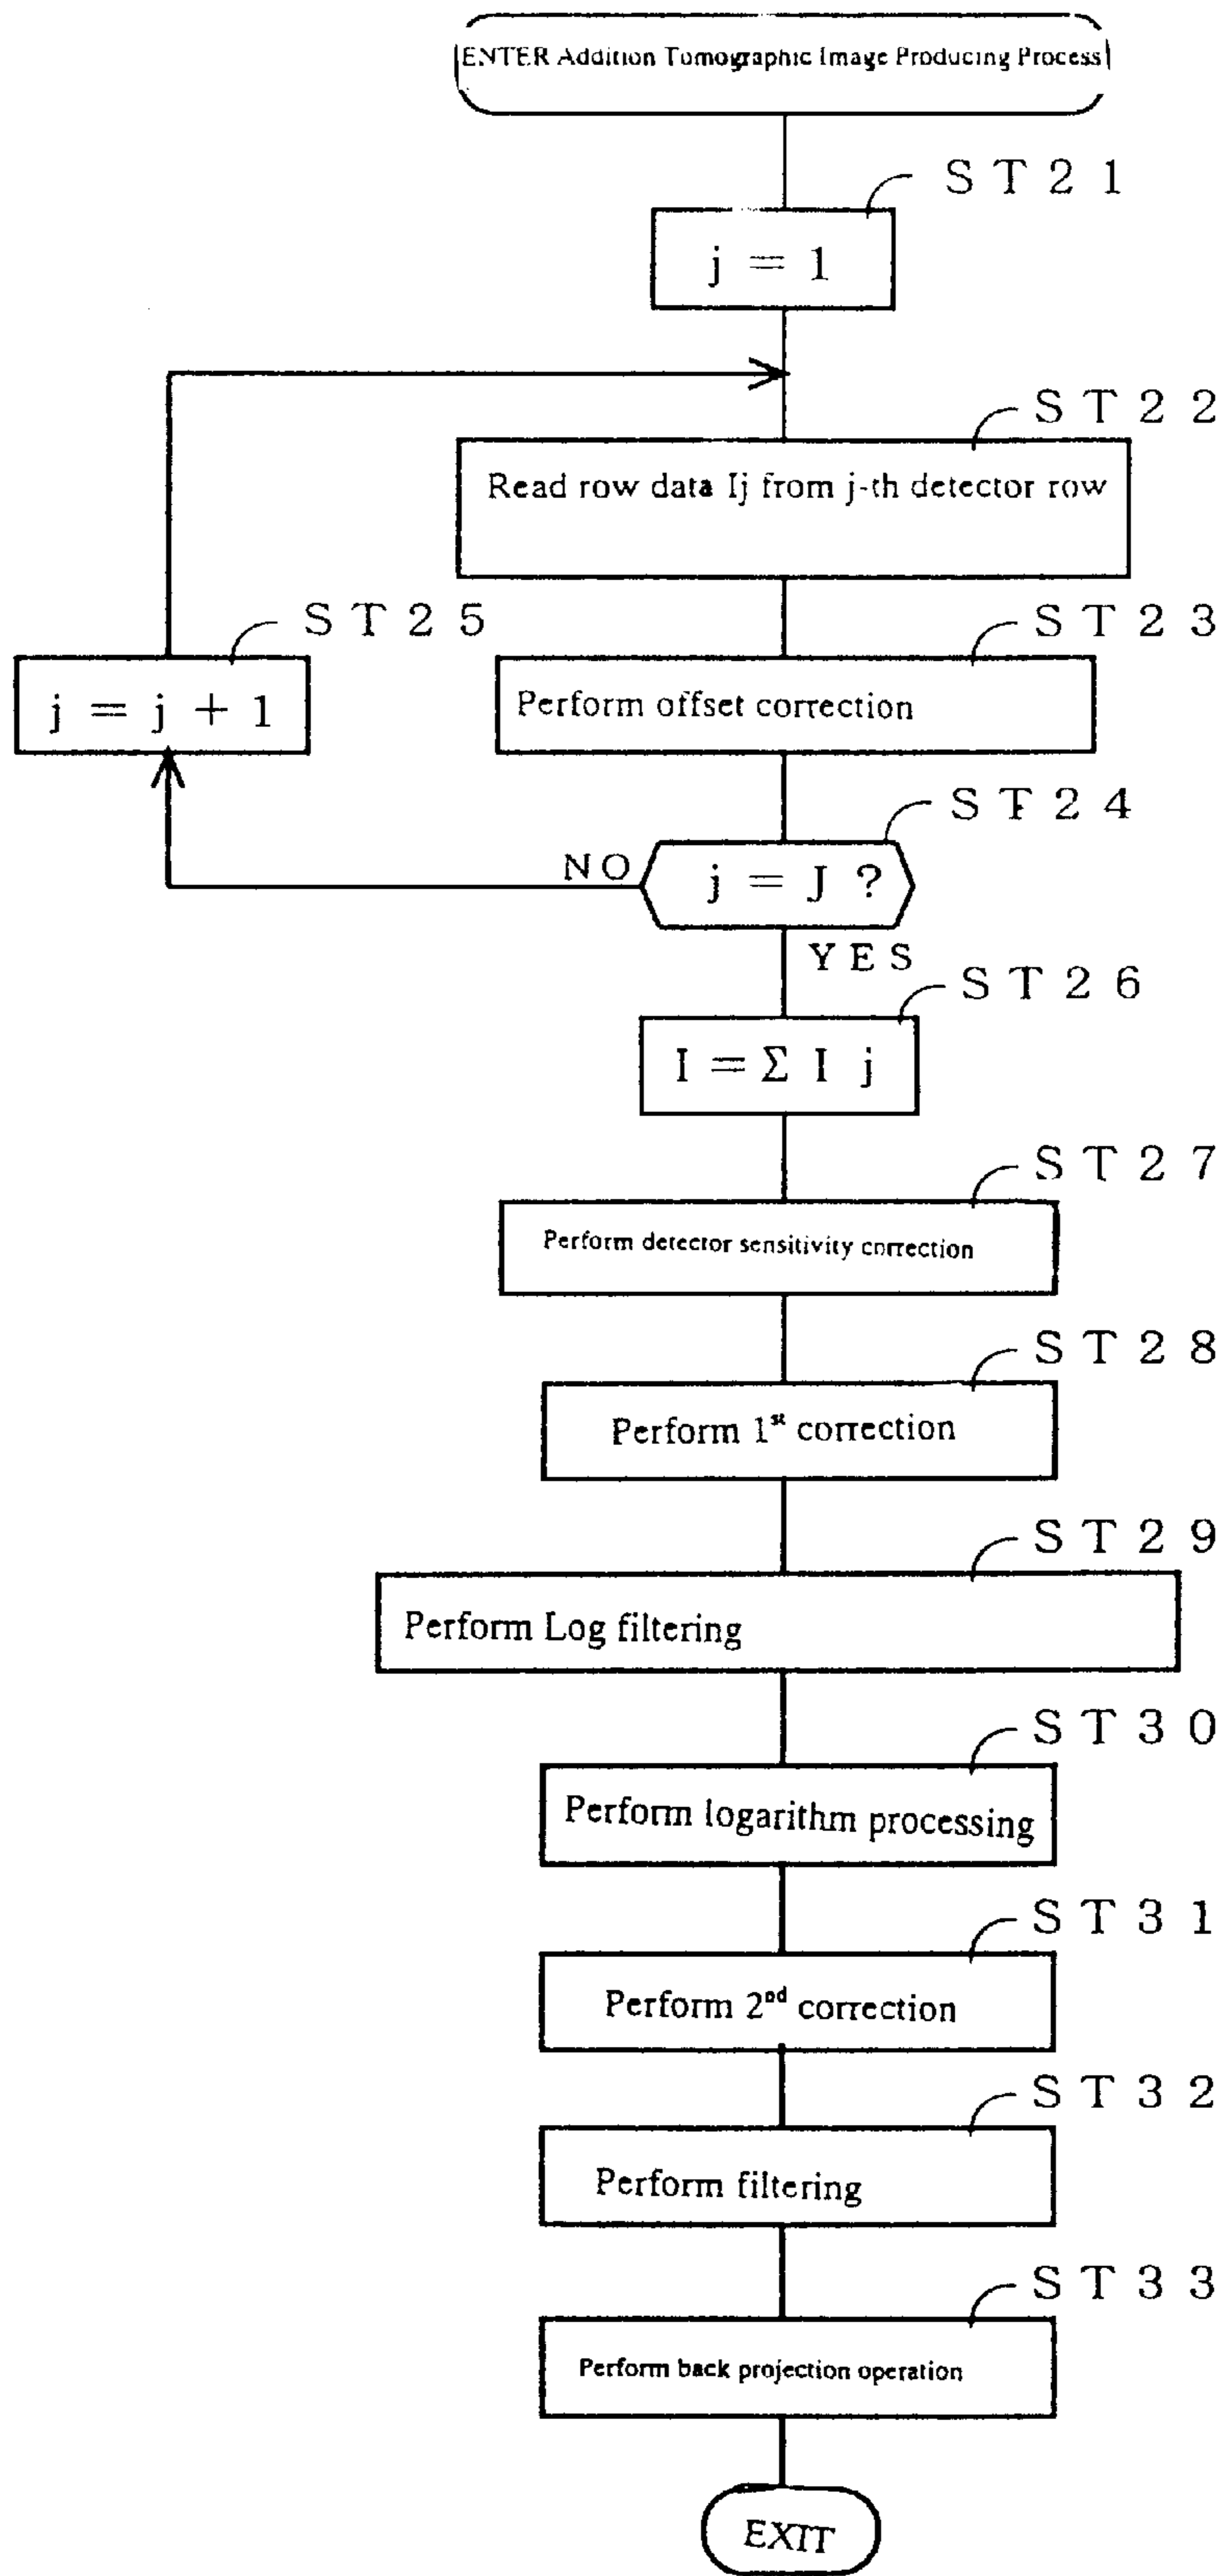 ENTER Addition Tomographic Image Producing Process
ST21
j = 1
ST22
Read row data Ij from j-th detector row
ST25
j = j + 1
ST23
Perform offset correction
ST24
NO
j = J ?
YES
ST26
I = Σ I j
ST27
Perform detector sensitivity correction
ST28
Perform 1st correction
ST29
Perform Log filtering
ST30
Perform logarithm processing
ST31
Perform 2nd correction
ST32
Perform filtering
ST33
Perform back projection operation
EXIT